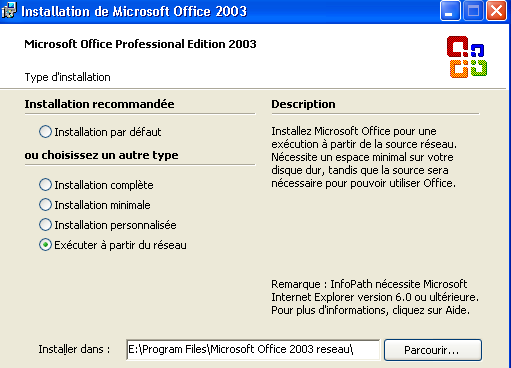 Installation de Microsoft Office 2003
Microsoft Office Professional Edition 2003
Type d'installation
Installation recommandée
Installation par défaut
ou choisissez un autre type
Installation complète
Installation minimale
Installation personnalisée
Exécuter à partir du réseau
Description
Installez Microsoft Office pour une
exécution à partir de la source réseau.
Nécessite un espace minimal sur votre
disque dur, tandis que la source sera
nécessaire pour pouvoir utiliser Office.
Remarque : InfoPath nécessite Microsoft
Internet Explorer version 6.0 ou ultérieure.
Pour plus d'informations, cliquez sur Aide.
Installer dans : E:\Program Files\Microsoft Office 2003 reseau\ Parcourir...